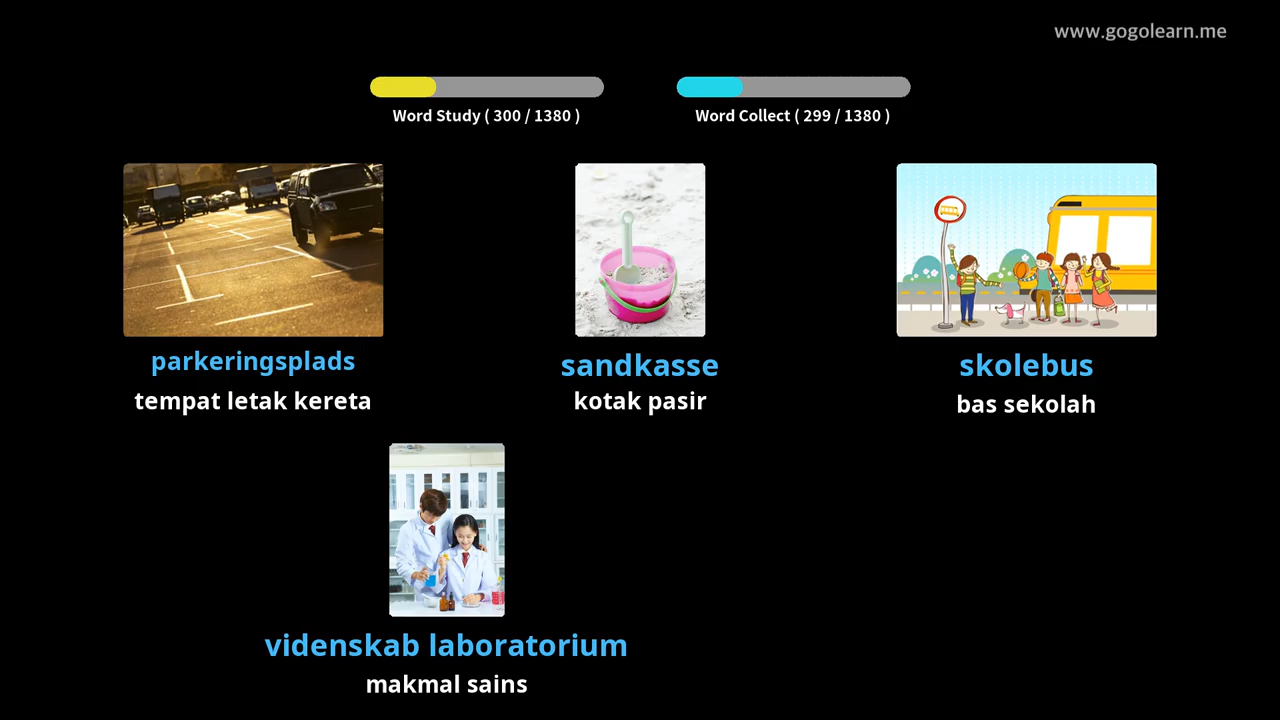 www.gogolearn.me
Word Study ( 300 / 1380 )
Word Collect ( 299 / 1380 )
parkeringsplads
tempat letak kereta
sandkasse
kotak pasir
skolebus
bas sekolah
videnskab laboratorium
makmal sains